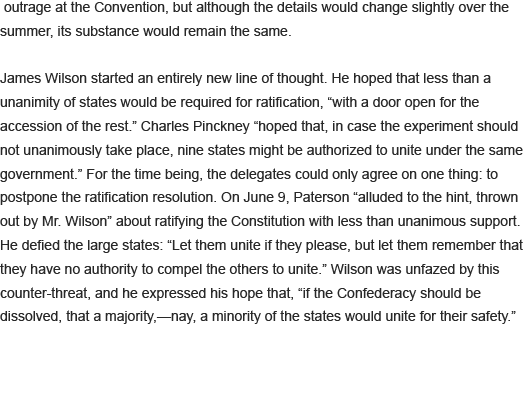 outrage at the Convention, but although the details would change slightly over the
summer, its substance would remain the same.
James Wilson started an entirely new line of thought. He hoped that less than a
unanimity of states would be required for ratification, “with a door open for the
accession of the rest.” Charles Pinckney “hoped that, in case the experiment should
not unanimously take place, nine states might be authorized to unite under the same
government.” For the time being, the delegates could only agree on one thing: to
postpone the ratification resolution. On June 9, Paterson “alluded to the hint, thrown
out by Mr. Wilson” about ratifying the Constitution with less than unanimous support.
He defied the large states: “Let them unite if they please, but let them remember that
they have no authority to compel the others to unite.” Wilson was unfazed by this
counter-threat, and he expressed his hope that, “if the Confederacy should be
dissolved, that a majority,—nay, a minority of the states would unite for their safety.”